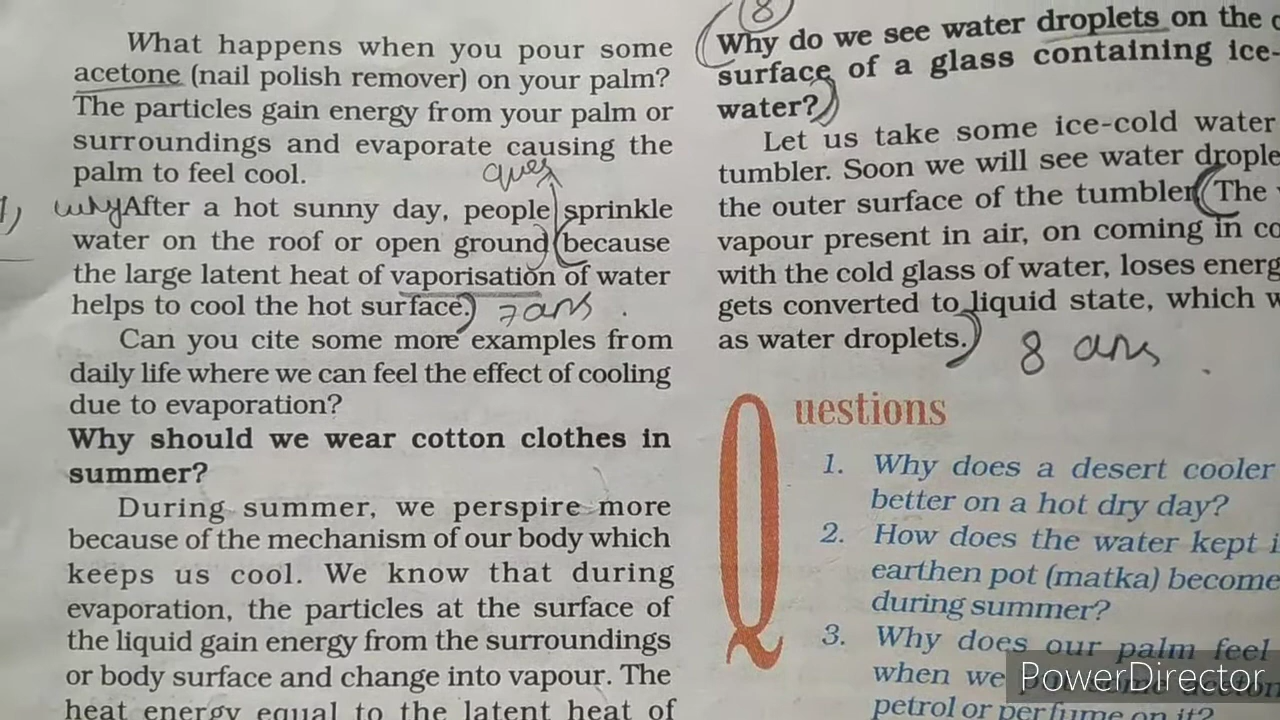 What happens when you pour some
acetone (nail polish remover) on your palm?
The particles gain energy from your palm or
surroundings and evaporate causing the
palm to feel cool.
ques
why After a hot sunny day, people sprinkle
water on the roof or open ground (because
the large latent heat of vaporisation of water
helps to cool the hot surface.) 7 ans
Can you cite some more examples from
daily life where we can feel the effect of cooling
due to evaporation?
Why should we wear cotton clothes in
summer?
During summer, we perspire more
because of the mechanism of our body which
keeps us cool. We know that during
evaporation, the particles at the surface of
the liquid gain energy from the surroundings
or body surface and change into vapour. The
heat energy equal to the latent heat of
8
(Why do we see water droplets on the
surface of a glass containing ice-
water?)
Let us take some ice-cold water
tumbler. Soon we will see water drople
the outer surface of the tumbler. (The
vapour present in air, on coming in co
with the cold glass of water, loses energ
gets converted to liquid state, which w
as water droplets.) 8 ans
Questions
1. Why does a desert cooler
better on a hot dry day?
2. How does the water kept i
earthen pot (matka) become
during summer?
3. Why does our palm feel
when we
petrol or perfume on it?
PowerDirector